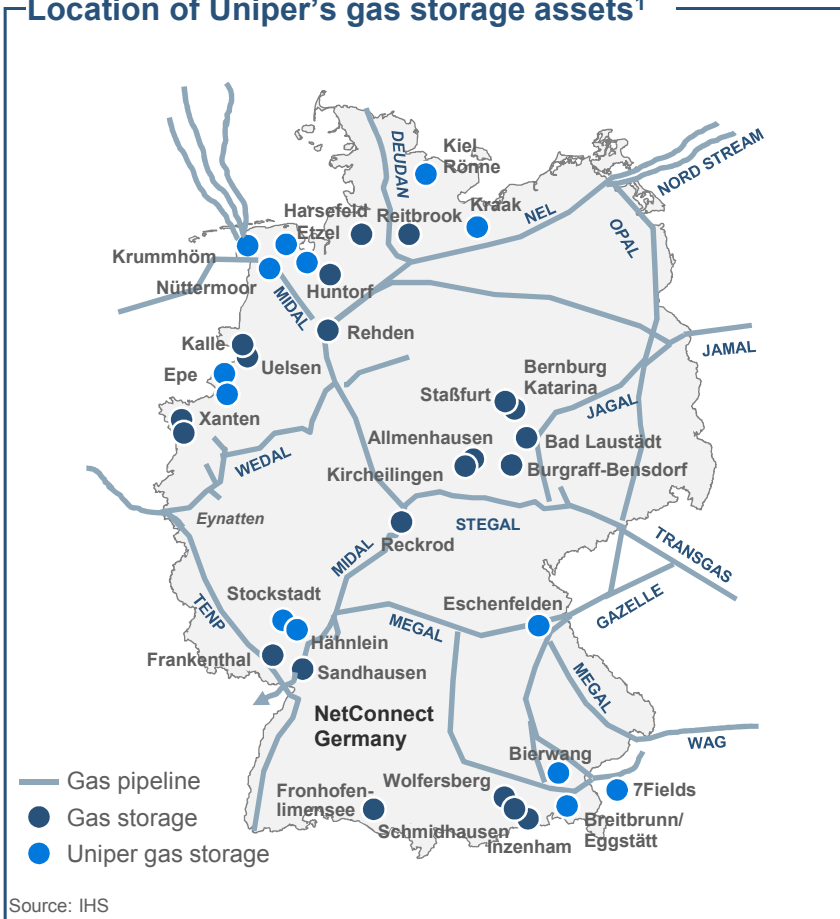 Location of Uniper's gas storage assets¹
DEUDAN
Kiel
Rönne
NORD STREAM
Harsefeld
Reitbrook
Kraak
NEL
OPAL
Etzel
Krummhörn
Nüttermoor
MIDAL
Huntorf
Kalle
Rehden
JAMAL
Uelsen
Epe
Bernburg
Katarina
Staßfurt
JAGAL
Xanten
Allmenhausen
Bad Laustädt
WEDAL
Kircheilingen
Burgraff-Bensdorf
Eynatten
STEGAL
Reckrod
MIDAL
TRANSGAS
Stockstadt
TENP
Eschenfelden
GAZELLE
MEGAL
Hähnlein
Frankenthal
Sandhausen
MEGAL
NetConnect
Germany
WAG
Bierwang
Gas pipeline
Wolfersberg
7Fields
Fronhofen-
limensee
Gas storage
Schmidhausen
Breitbrunn/
Eggstätt
Inzenham
Uniper gas storage
Source: IHS